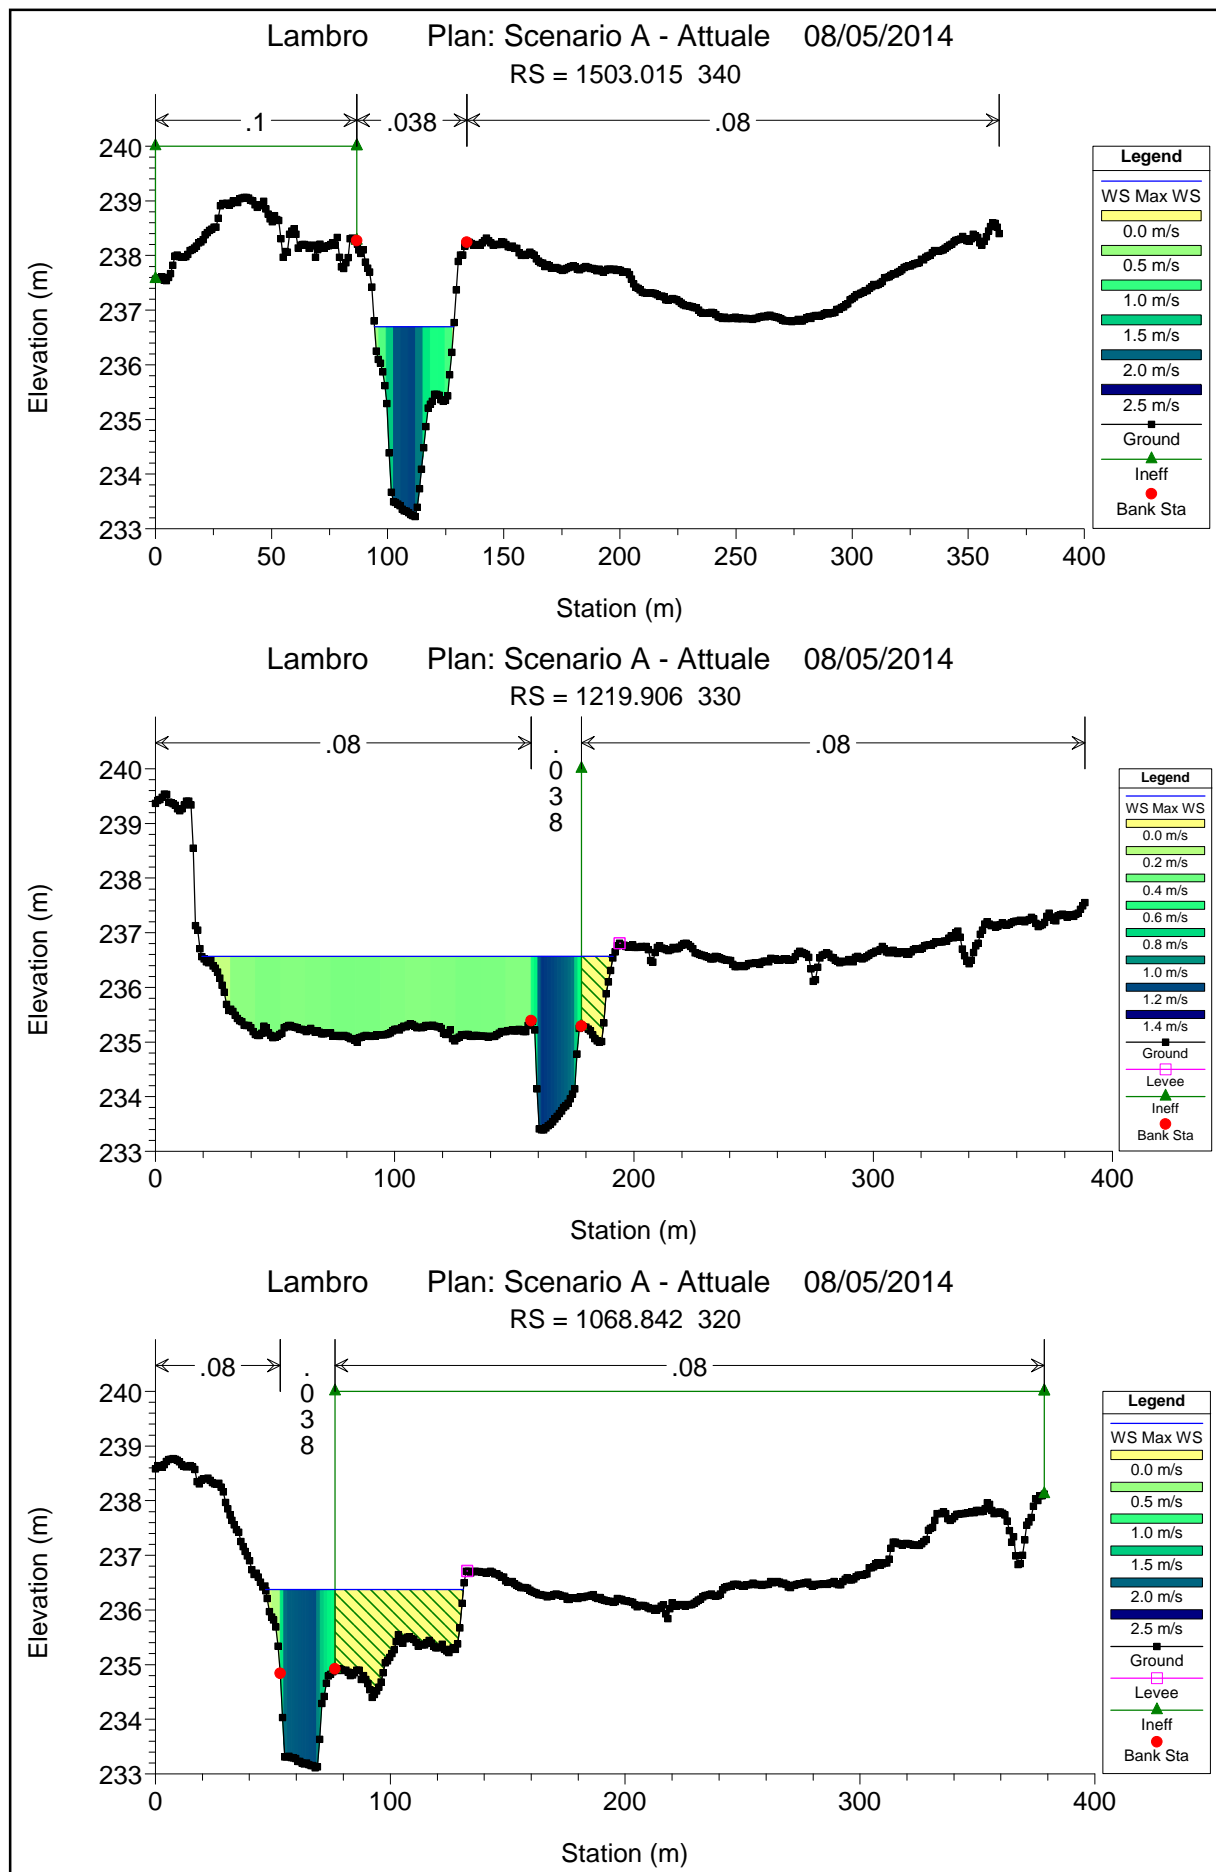 Lambro Plan: Scenario A - Attuale 08/05/2014
RS = 1503.015 340
.1 .038 .08
240
239
238
237
236
235
234
233
Elevation (m)
0 50 100 150 200 250 300 350 400
Station (m)
Legend
WS Max WS
0.0 m/s
0.5 m/s
1.0 m/s
1.5 m/s
2.0 m/s
2.5 m/s
Ground
Ineff
Bank Sta
Lambro Plan: Scenario A - Attuale 08/05/2014
RS = 1219.906 330
.08 .038 .08
240
239
238
237
236
235
234
233
Elevation (m)
0 100 200 300 400
Station (m)
Legend
WS Max WS
0.0 m/s
0.2 m/s
0.4 m/s
0.6 m/s
0.8 m/s
1.0 m/s
1.2 m/s
1.4 m/s
Ground
Levee
Ineff
Bank Sta
Lambro Plan: Scenario A - Attuale 08/05/2014
RS = 1068.842 320
.08 .038 .08
240
239
238
237
236
235
234
233
Elevation (m)
0 100 200 300 400
Station (m)
Legend
WS Max WS
0.0 m/s
0.5 m/s
1.0 m/s
1.5 m/s
2.0 m/s
2.5 m/s
Ground
Levee
Ineff
Bank Sta